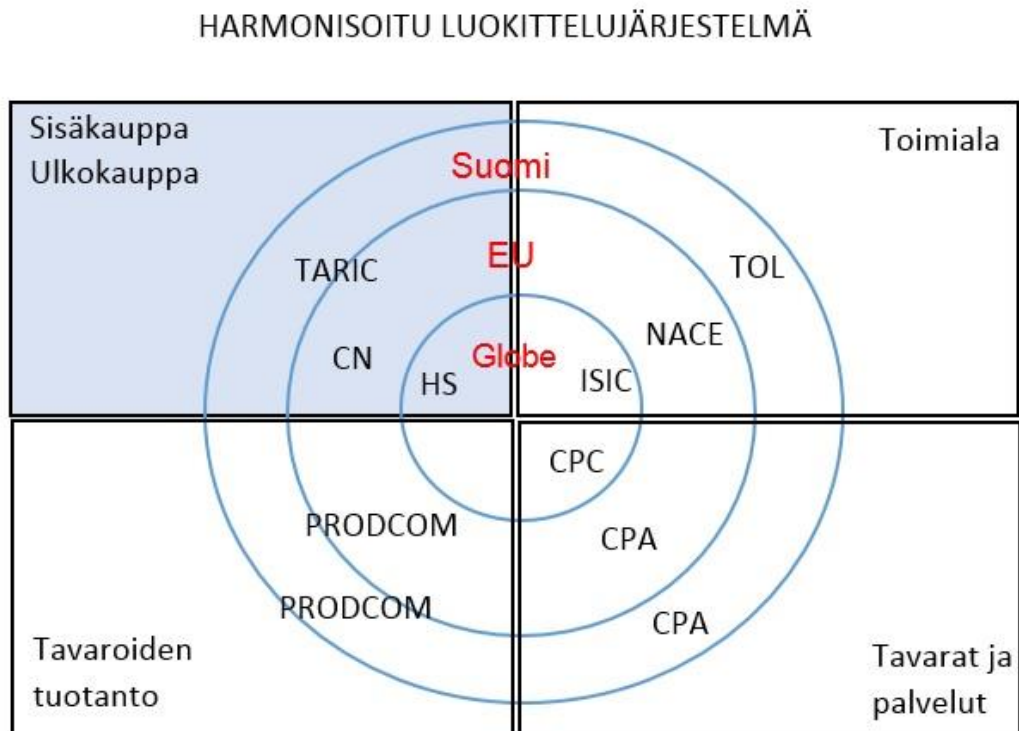 HARMONISOITU LUOKITTELUJÄRJESTELMÄ
Sisäkauppa
Ulkokauppa
Toimiala
Suomi
EU
TARIC
TOL
NACE
Globe
CN
HS
ISIC
CPC
PRODCOM
CPA
PRODCOM
CPA
Tavaroiden
tuotanto
Tavarat ja
palvelut